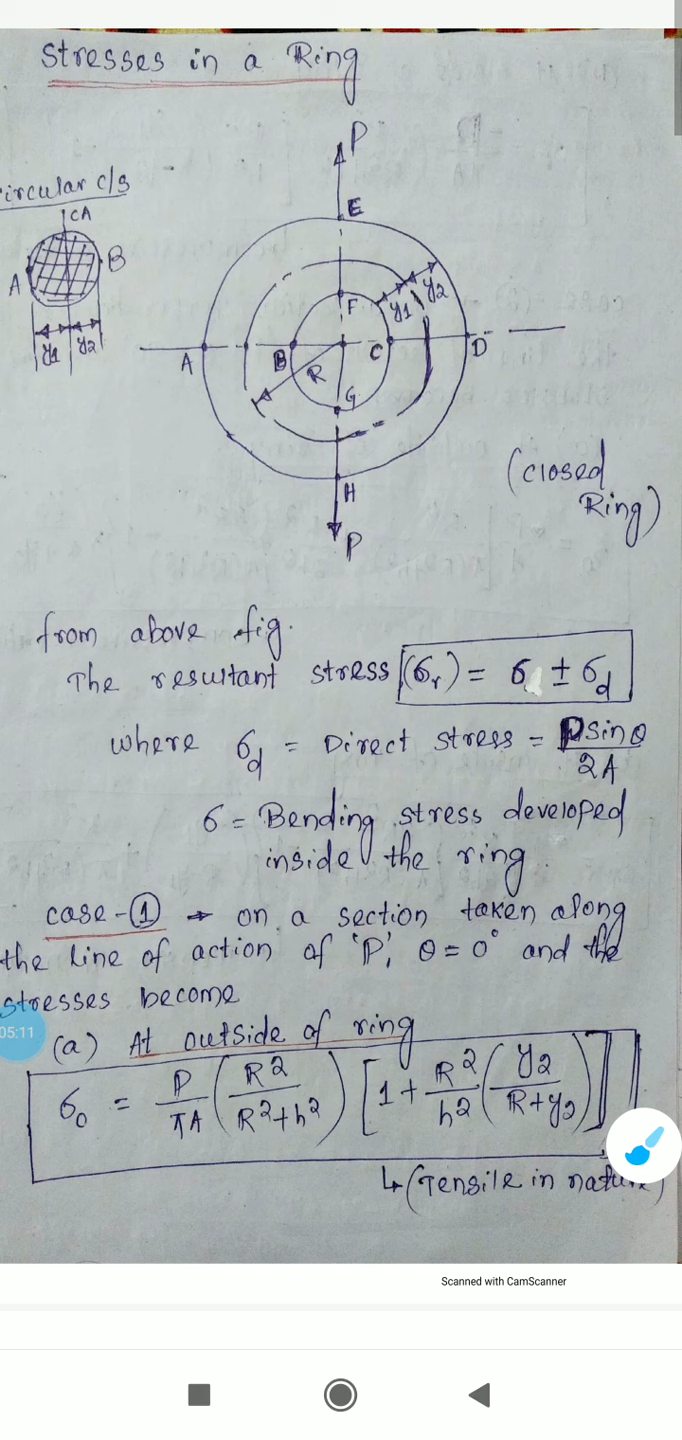 Stresses in a Ring
P
ircular c/s
CA
E
A B
y1 y2
F y1 y2
A B R C D
G
(closed
Ring)
H
P
from above fig.
The resultant stress (σr) = σ ± σd
where σd = Direct stress = Psinθ/2A
σ = Bending stress developed
inside the ring
case-① → on a section taken along
the line of action of 'P', θ = 0° and the
stresses become
05:11
(a) At outside of ring
σo = P/πA (R²/(R²+h²)) [1 + R²/h² (y2/(R+y2))]
↳ (Tensile in nature)
Scanned with CamScanner